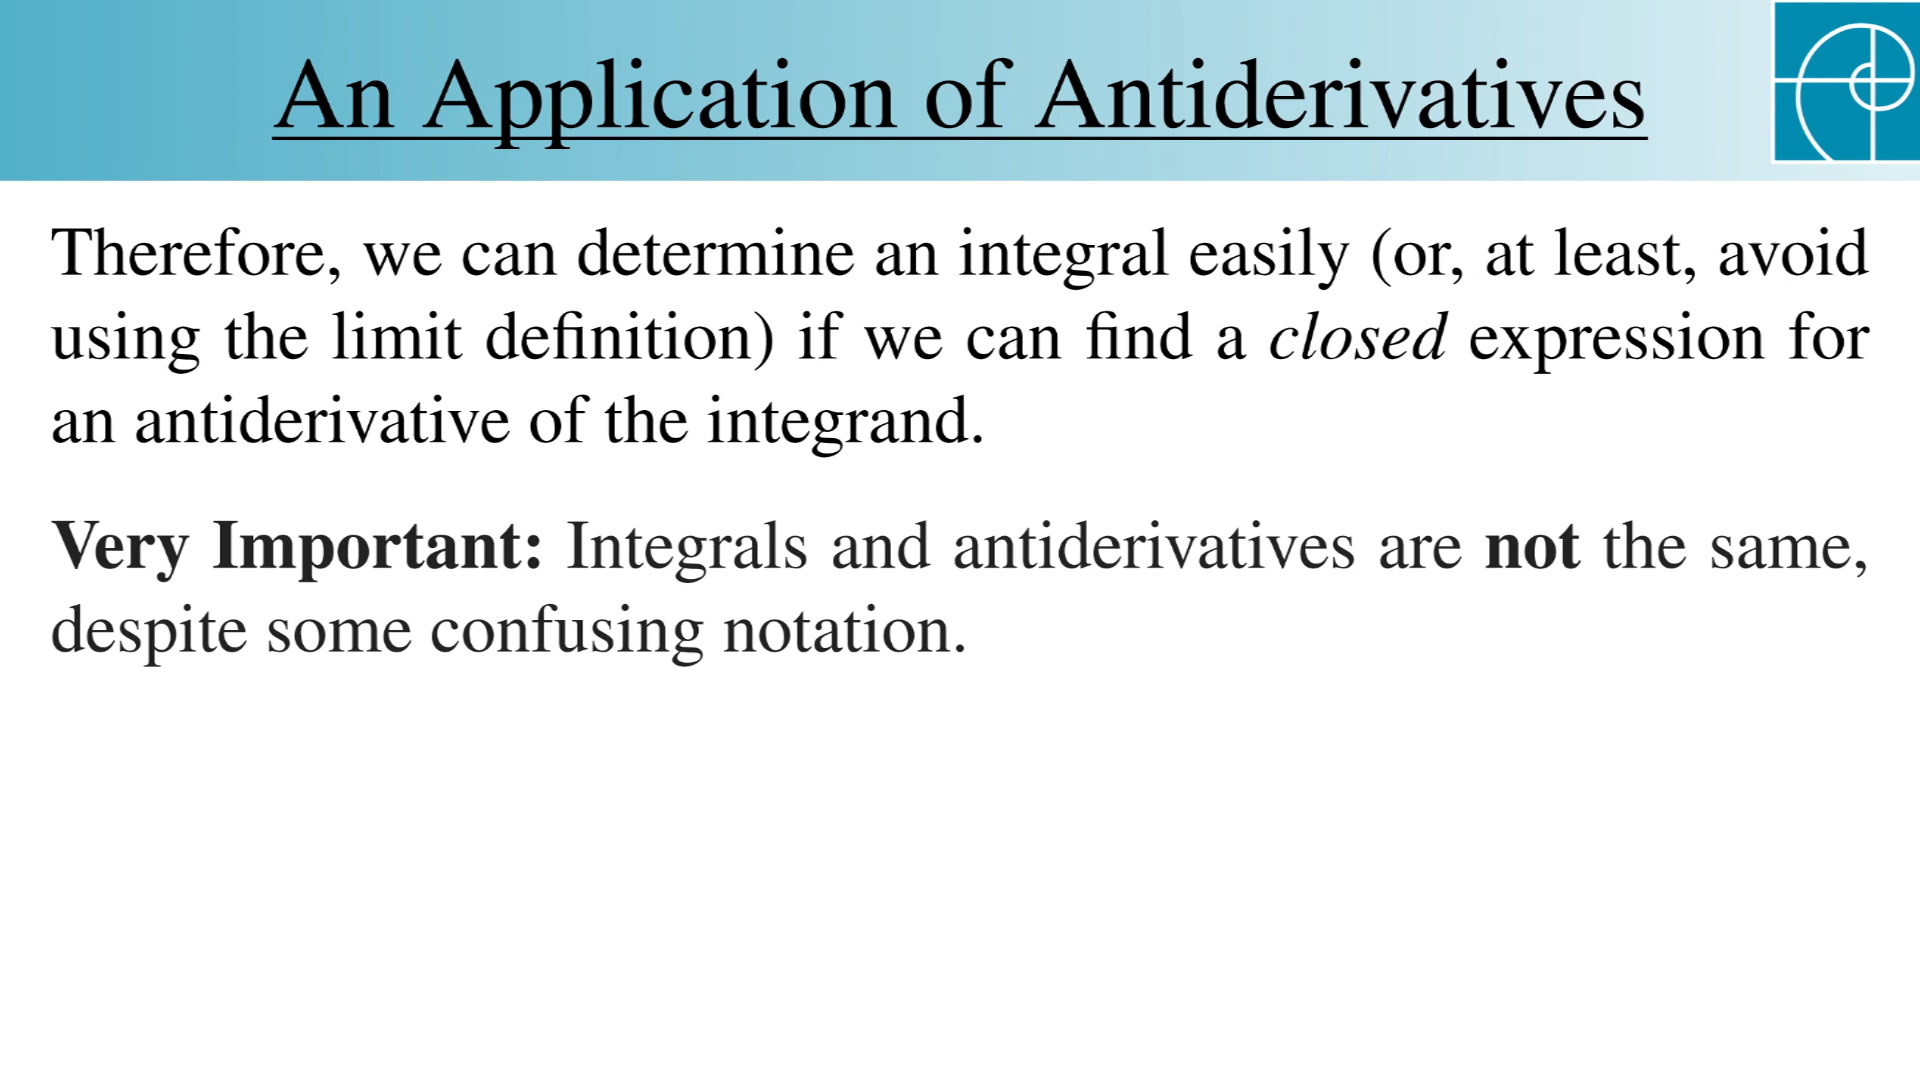 An Application of Antiderivatives
Therefore, we can determine an integral easily (or, at least, avoid
using the limit definition) if we can find a closed expression for
an antiderivative of the integrand.
Very Important: Integrals and antiderivatives are not the same,
despite some confusing notation.